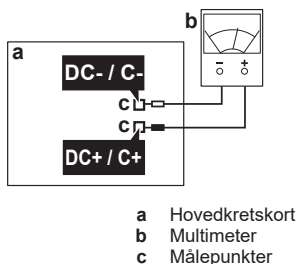 b
a
DC- / C-
- +
c
c
DC+ / C+
a Hovedkretskort
b Multimeter
c Målepunkter